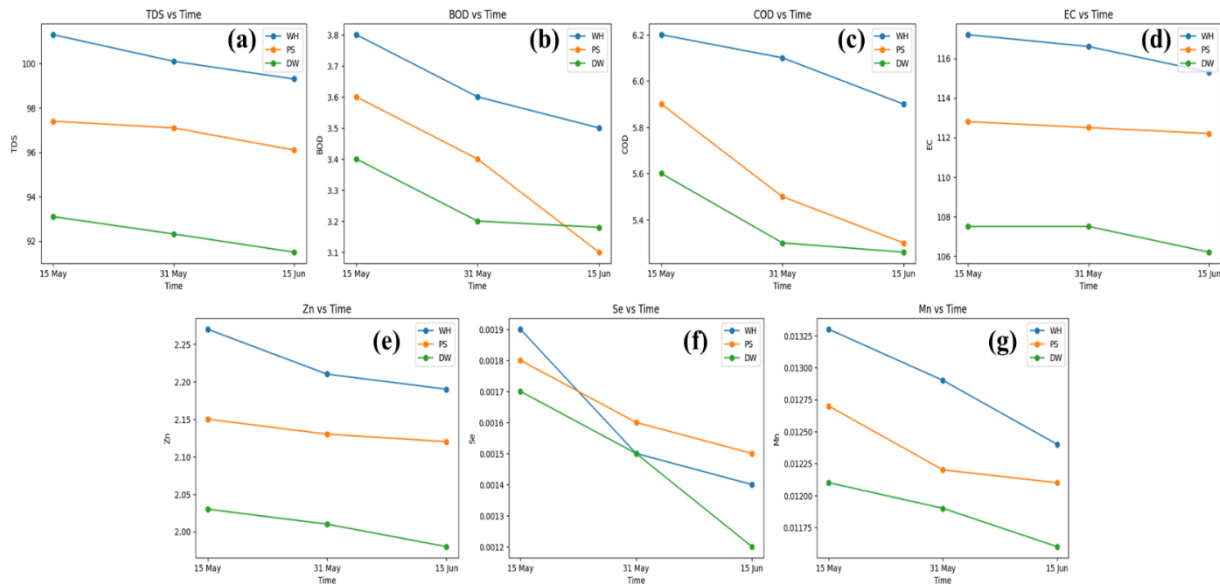 TDS vs Time
(a)
WH
PS
DW
100
98
96
94
92
TDS
15 May
31 May
15 Jun
Time
BOD vs Time
(b)
WH
PS
DW
3.8
3.7
3.6
3.5
3.4
3.3
3.2
3.1
BOD
15 May
31 May
15 Jun
Time
COD vs Time
(c)
WH
PS
DW
6.2
6.0
5.8
5.6
5.4
COD
15 May
31 May
15 Jun
Time
EC vs Time
(d)
WH
PS
DW
116
114
112
110
108
106
EC
15 May
31 May
15 Jun
Time
Zn vs Time
(e)
WH
PS
DW
2.25
2.20
2.15
2.10
2.05
2.00
Zn
15 May
31 May
15 Jun
Time
Se vs Time
(f)
WH
PS
DW
0.0019
0.0018
0.0017
0.0016
0.0015
0.0014
0.0013
0.0012
Se
15 May
31 May
15 Jun
Time
Mn vs Time
(g)
WH
PS
DW
0.01325
0.01300
0.01275
0.01250
0.01225
0.01200
0.01175
Mn
15 May
31 May
15 Jun
Time